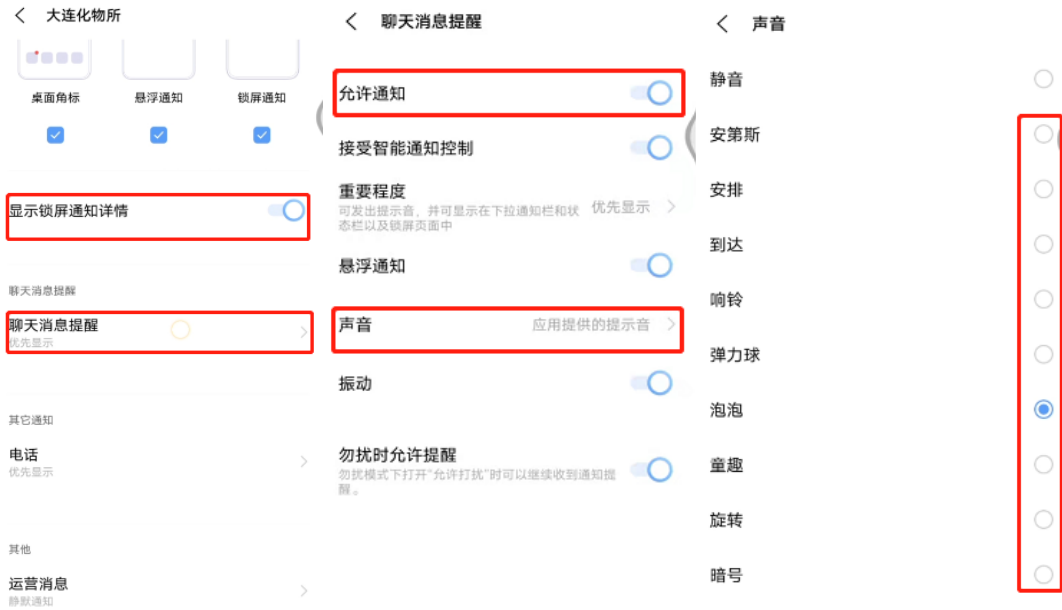 大连化物所
桌面角标
悬浮通知
锁屏通知
显示锁屏通知详情
聊天消息提醒
聊天消息提醒
优先显示
其它通知
电话
优先显示
其他
运营消息
静默通知
聊天消息提醒
允许通知
接受智能通知控制
重要程度
可发出提示音，并可显示在下拉通知栏和状
态栏以及锁屏页面中
优先显示
悬浮通知
声音
应用提供的提示音
振动
勿扰时允许提醒
勿扰模式下打开“允许打扰”时可以继续收到通知提
醒。
声音
静音
安第斯
安排
到达
响铃
弹力球
泡泡
童趣
旋转
暗号